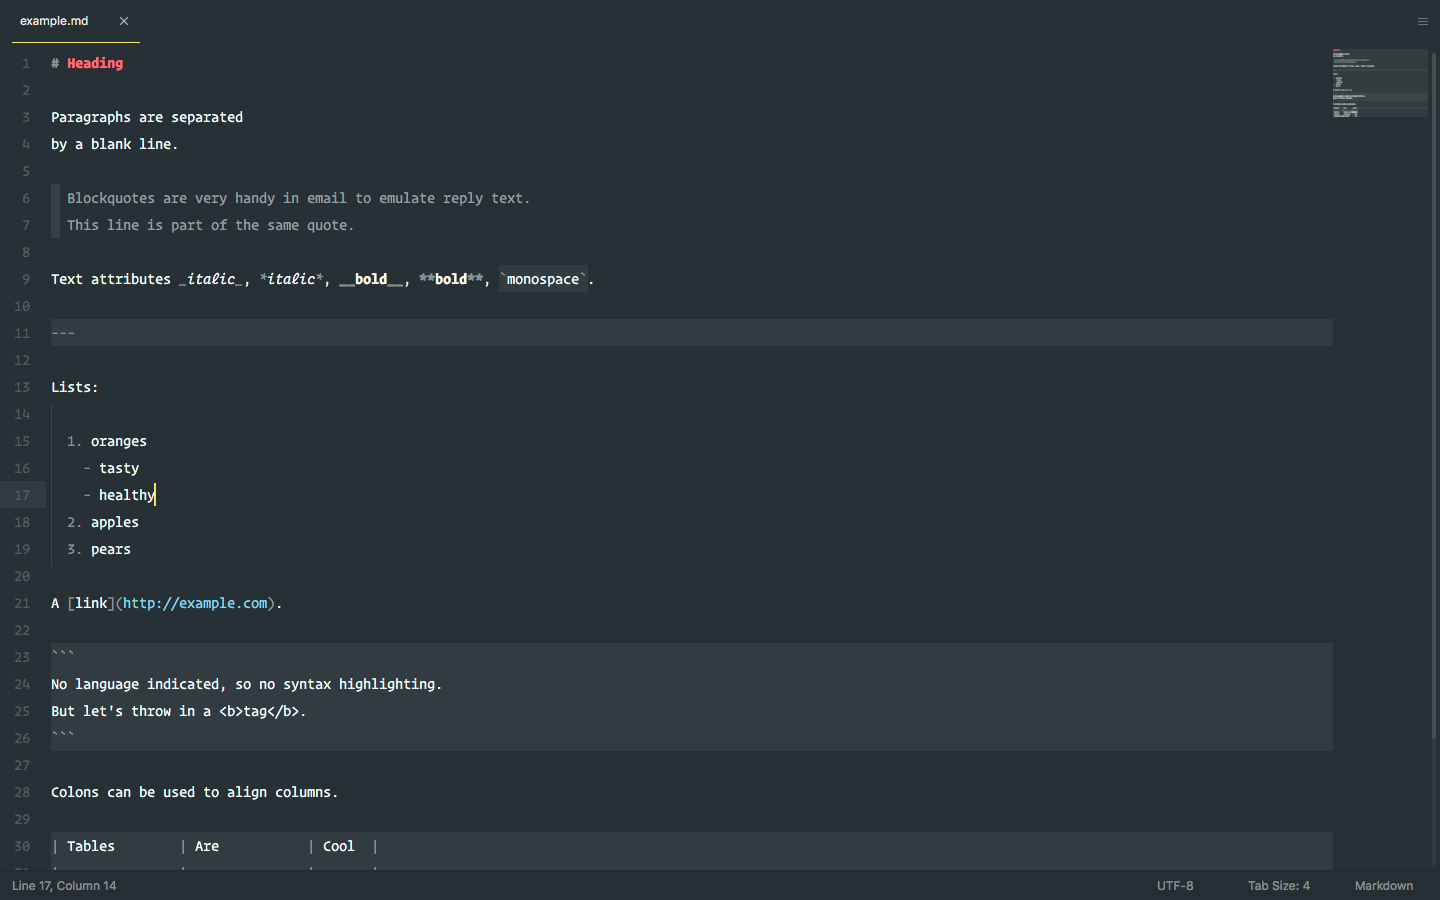 example.md ×
1 # Heading
2
3 Paragraphs are separated
4 by a blank line.
5
6 Blockquotes are very handy in email to emulate reply text.
7 This line is part of the same quote.
8
9 Text attributes _italic_, *italic*, __bold__, **bold**, `monospace`.
10
11 ---
12
13 Lists:
14
15 1. oranges
16 - tasty
17 - healthy
18 2. apples
19 3. pears
20
21 A [link](http://example.com).
22
23 ```
24 No language indicated, so no syntax highlighting.
25 But let's throw in a <b>tag</b>.
26 ```
27
28 Colons can be used to align columns.
29
30 | Tables | Are | Cool |
Line 17, Column 14 UTF-8 Tab Size: 4 Markdown